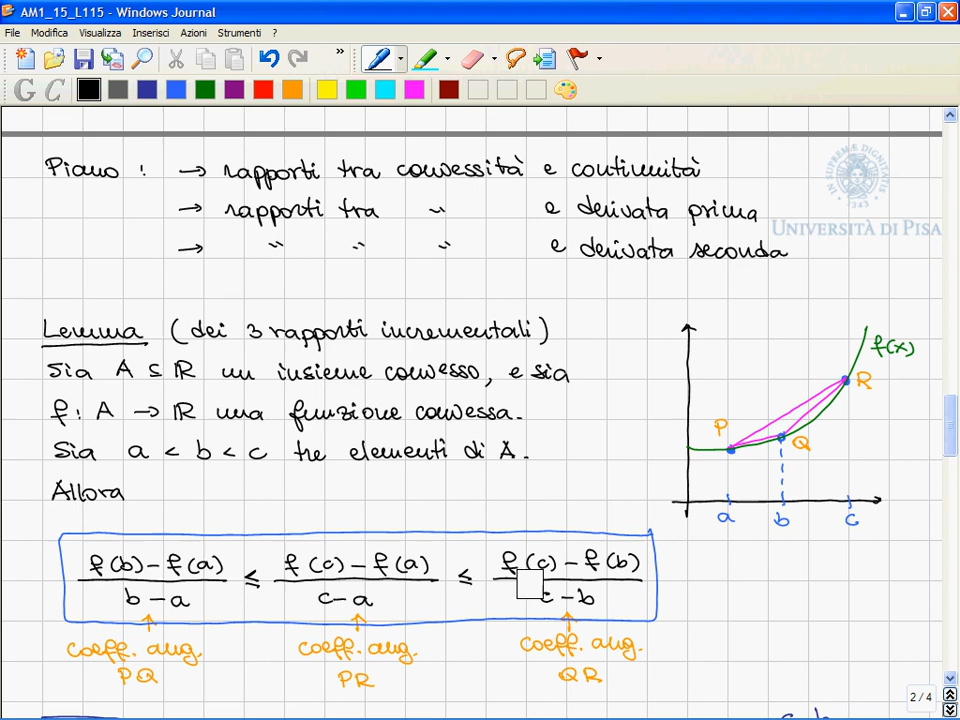 AM1_15_L115 - Windows Journal
File Modifica Visualizza Inserisci Azioni Strumenti ?
G C
Piano : → rapporti tra convessità e continuità
→ rapporti tra " e derivata prima
→ " " " e derivata seconda
UNIVERSITÀ DI PISA
Lemma (dei 3 rapporti incrementali)
Sia A ⊆ ℝ un insieme convesso, e sia
f : A → ℝ una funzione convessa.
Sia a < b < c tre elementi di A.
Allora
f(x)
P
Q
R
a b c
f(b) - f(a) / b - a ≤ f(c) - f(a) / c - a ≤ f(c) - f(b) / c - b
coeff. ang. PQ
coeff. ang. PR
coeff. ang. QR
2 / 4